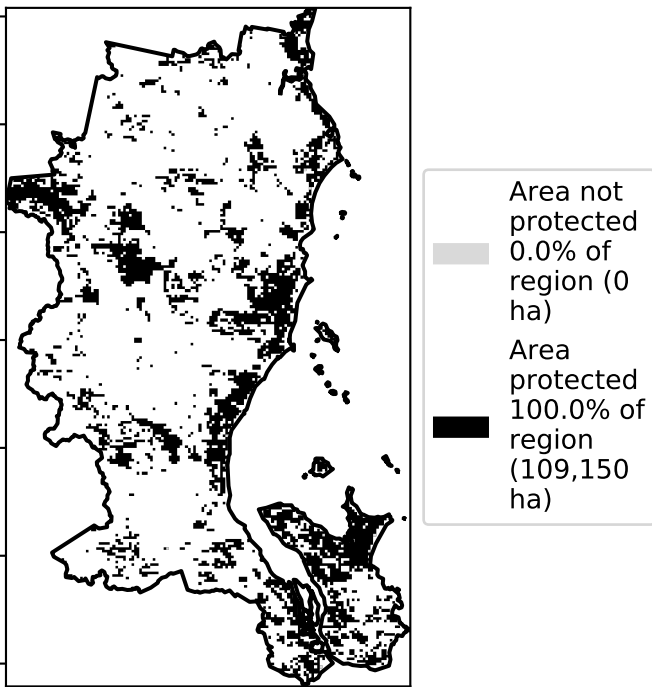 Area not
protected
0.0% of
region (0
ha)
Area
protected
100.0% of
region
(109,150
ha)